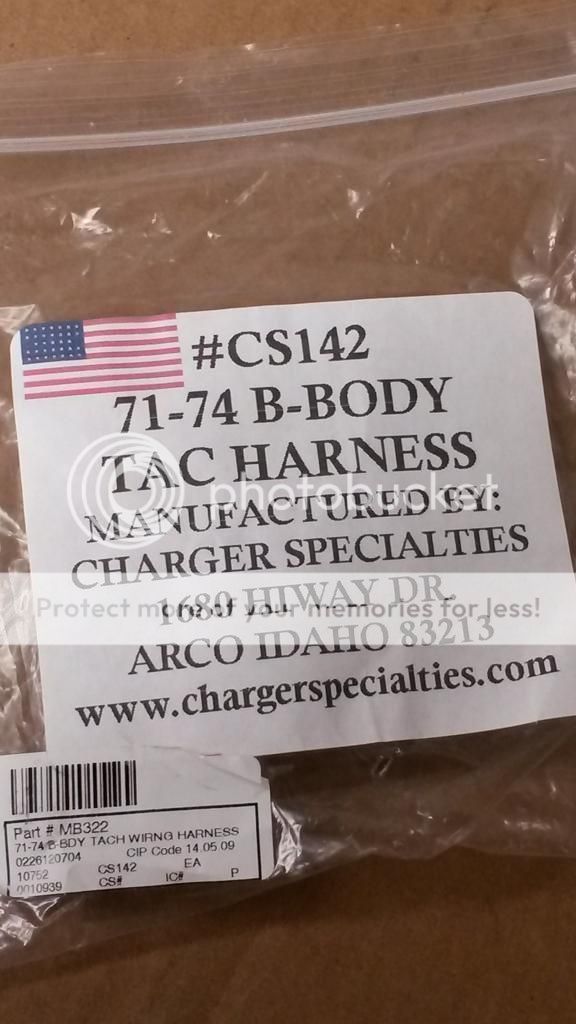 #CS142
71-74 B-BODY
TAC HARNESS
photobucket
MANUFACTURED BY:
CHARGER SPECIALTIES
1680 HIWAY DR.
Protect more of your memories for less!
ARCO IDAHO 83213
www.chargerspecialties.com
Part # MB322
71-74 B-BDY TACH WIRNG HARNESS
0226120704 CIP Code 14.05.09
10752 CS142 EA
0010939 CS# IC# P